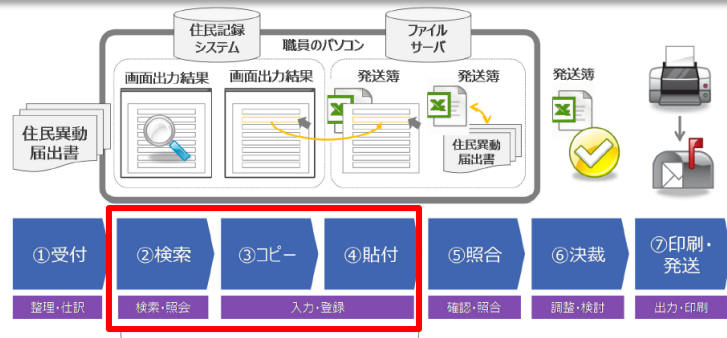 住民記録
システム
職員のパソコン
ファイル
サーバ
画面出力結果
画面出力結果
発送簿
発送簿
発送簿
住民異動
届出書
住民異動
届出書
①受付
②検索
③コピー
④貼付
⑤照合
⑥決裁
⑦印刷・
発送
整理・仕訳
検索・照会
入力・登録
確認・照合
調整・検討
出力・印刷